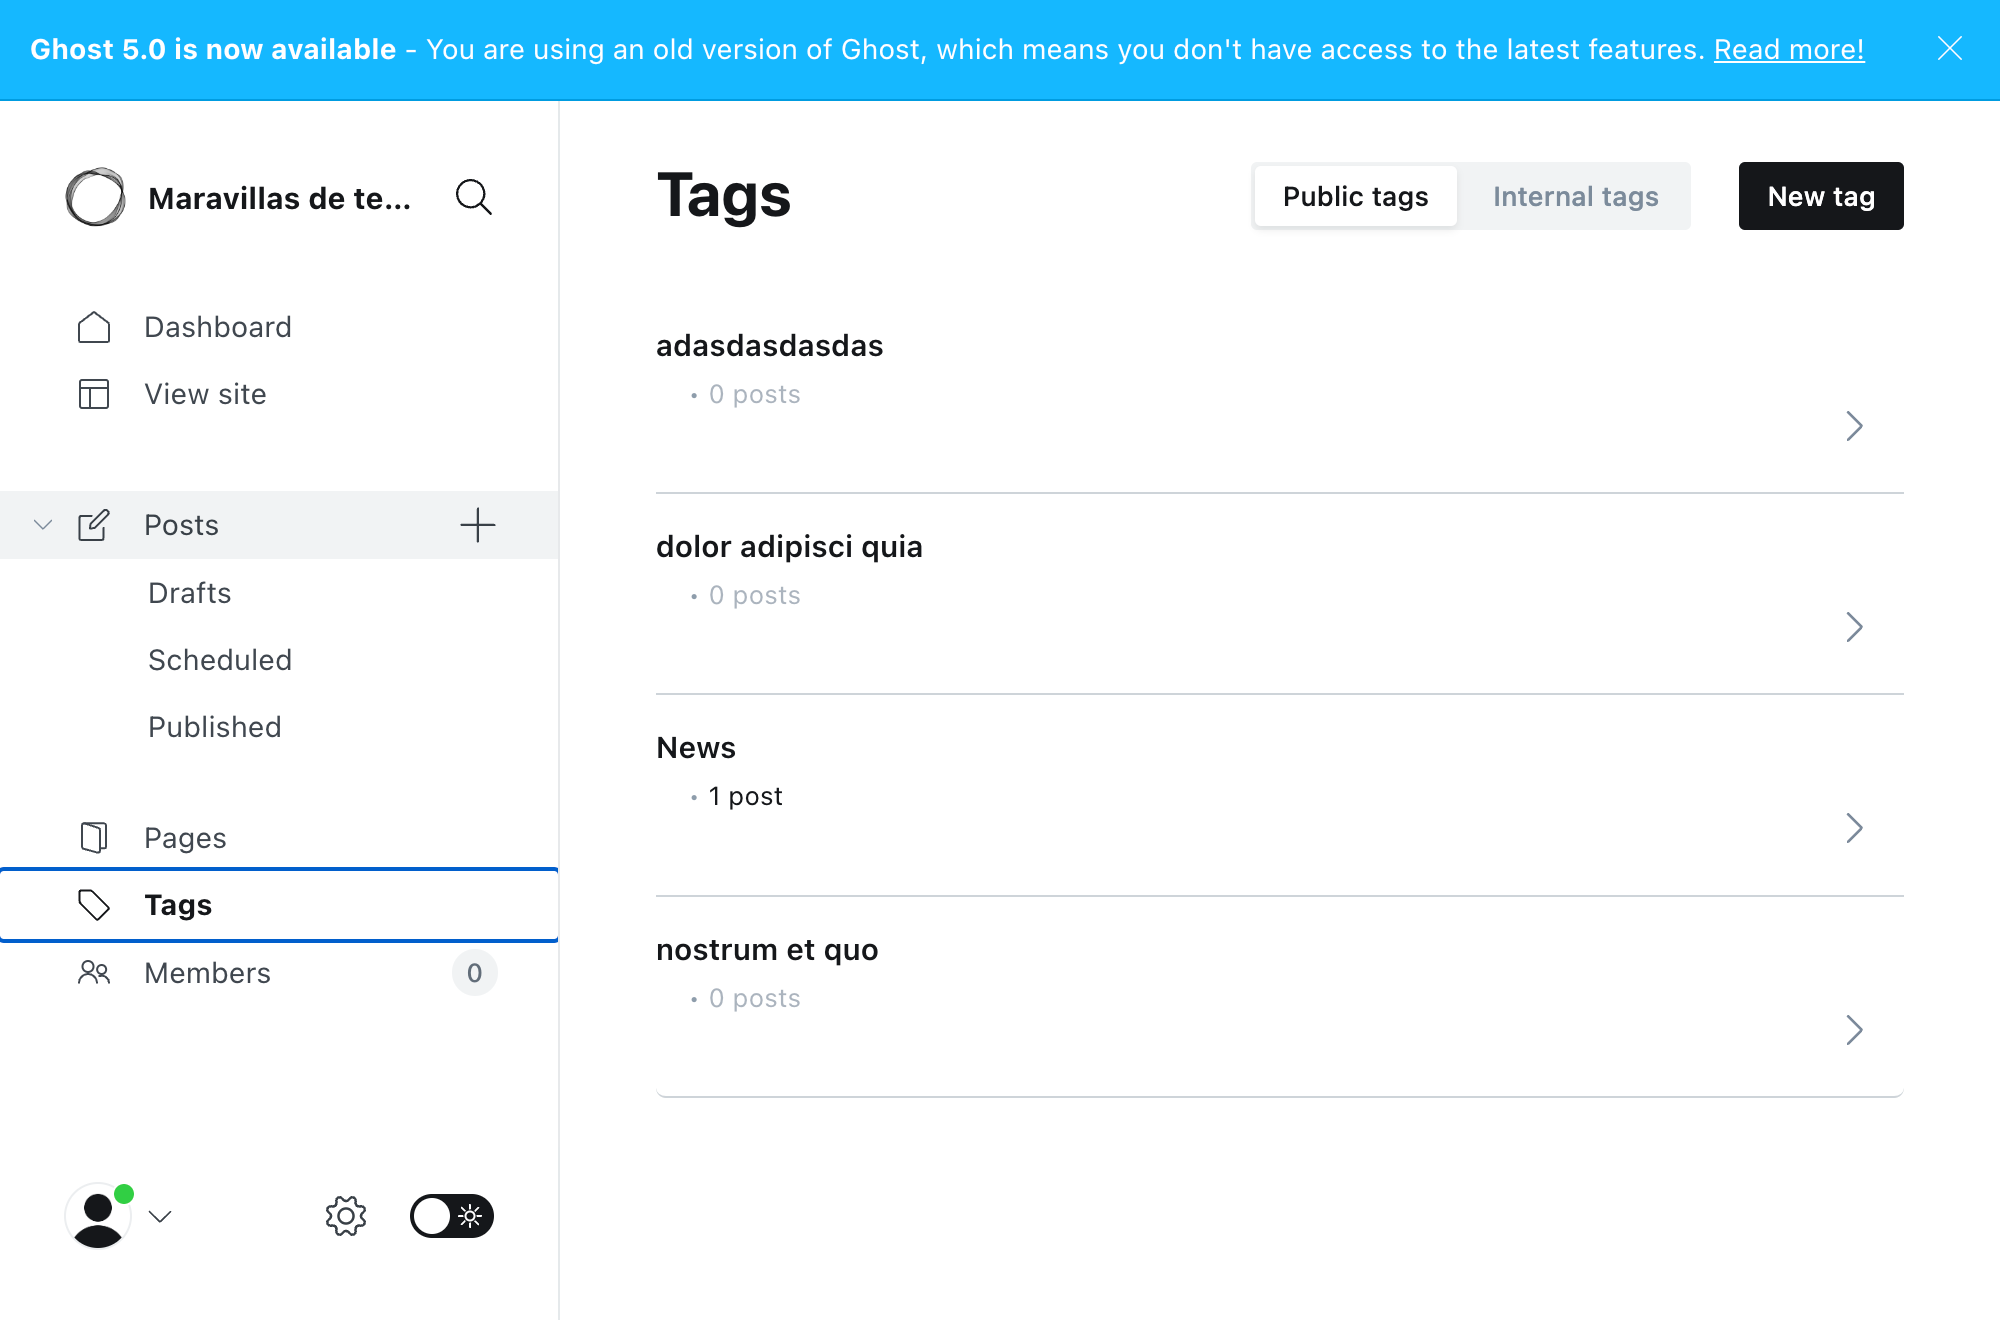 Ghost 5.0 is now available - You are using an old version of Ghost, which means you don't have access to the latest features. Read more!
Maravillas de te...
Dashboard
View site
Posts
Drafts
Scheduled
Published
Pages
Tags
Members 0
Tags
Public tags Internal tags
New tag
adasdasdasdas
• 0 posts
dolor adipisci quia
• 0 posts
News
• 1 post
nostrum et quo
• 0 posts